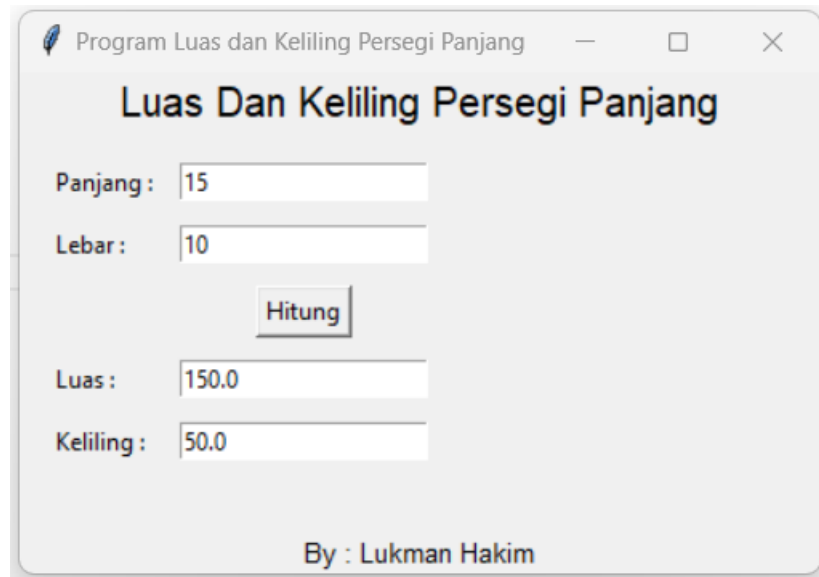 Program Luas dan Keliling Persegi Panjang
Luas Dan Keliling Persegi Panjang
Panjang : 15
Lebar : 10
Hitung
Luas : 150.0
Keliling : 50.0
By : Lukman Hakim